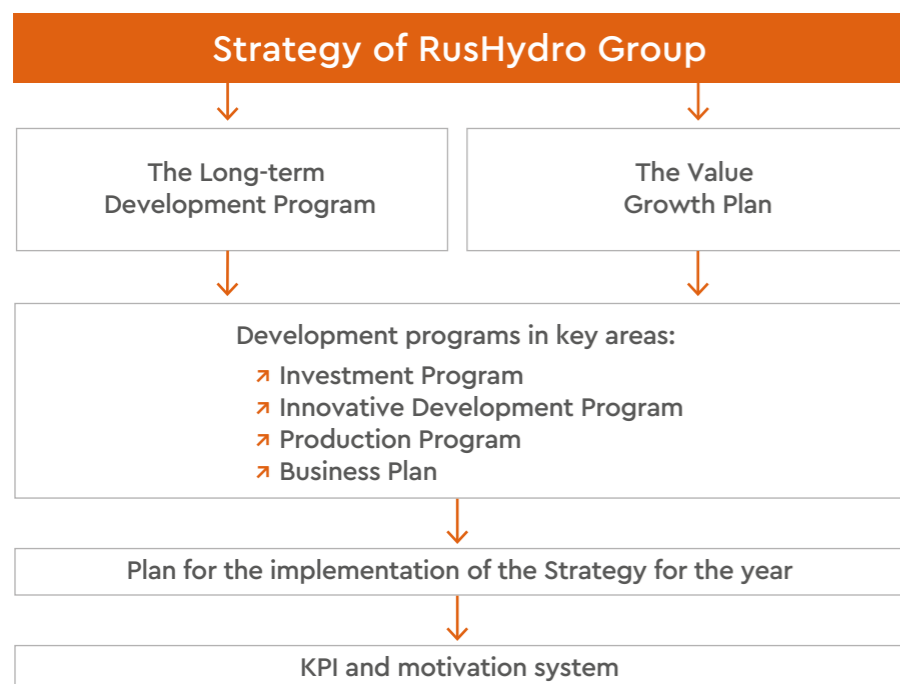 Strategy of RusHydro Group
The Long-term
Development Program
The Value
Growth Plan
Development programs in key areas:
Investment Program
Innovative Development Program
Production Program
Business Plan
Plan for the implementation of the Strategy for the year
KPI and motivation system